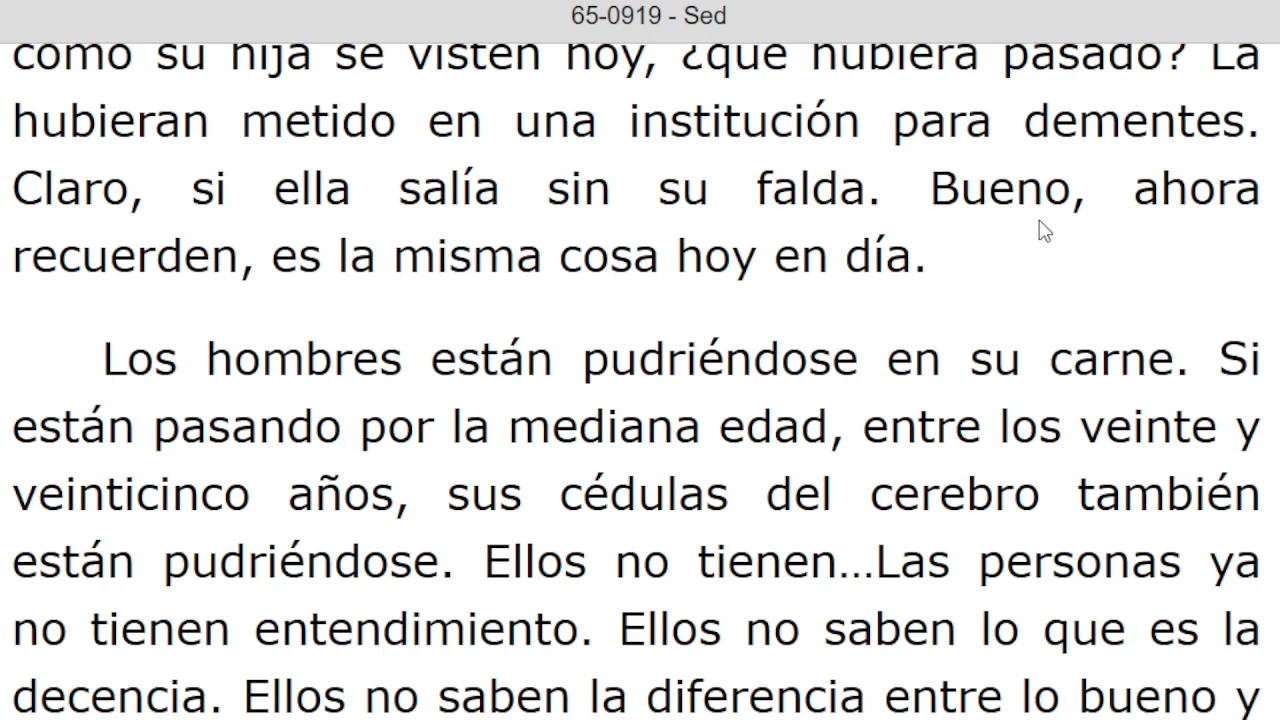 65-0919 - Sed
como su hija se visten hoy, ¿qué hubiera pasado? La
hubieran metido en una institución para dementes.
Claro, si ella salía sin su falda. Bueno, ahora
recuerden, es la misma cosa hoy en día.
Los hombres están pudriéndose en su carne. Si
están pasando por la mediana edad, entre los veinte y
veinticinco años, sus cédulas del cerebro también
están pudriéndose. Ellos no tienen...Las personas ya
no tienen entendimiento. Ellos no saben lo que es la
decencia. Ellos no saben la diferencia entre lo bueno y